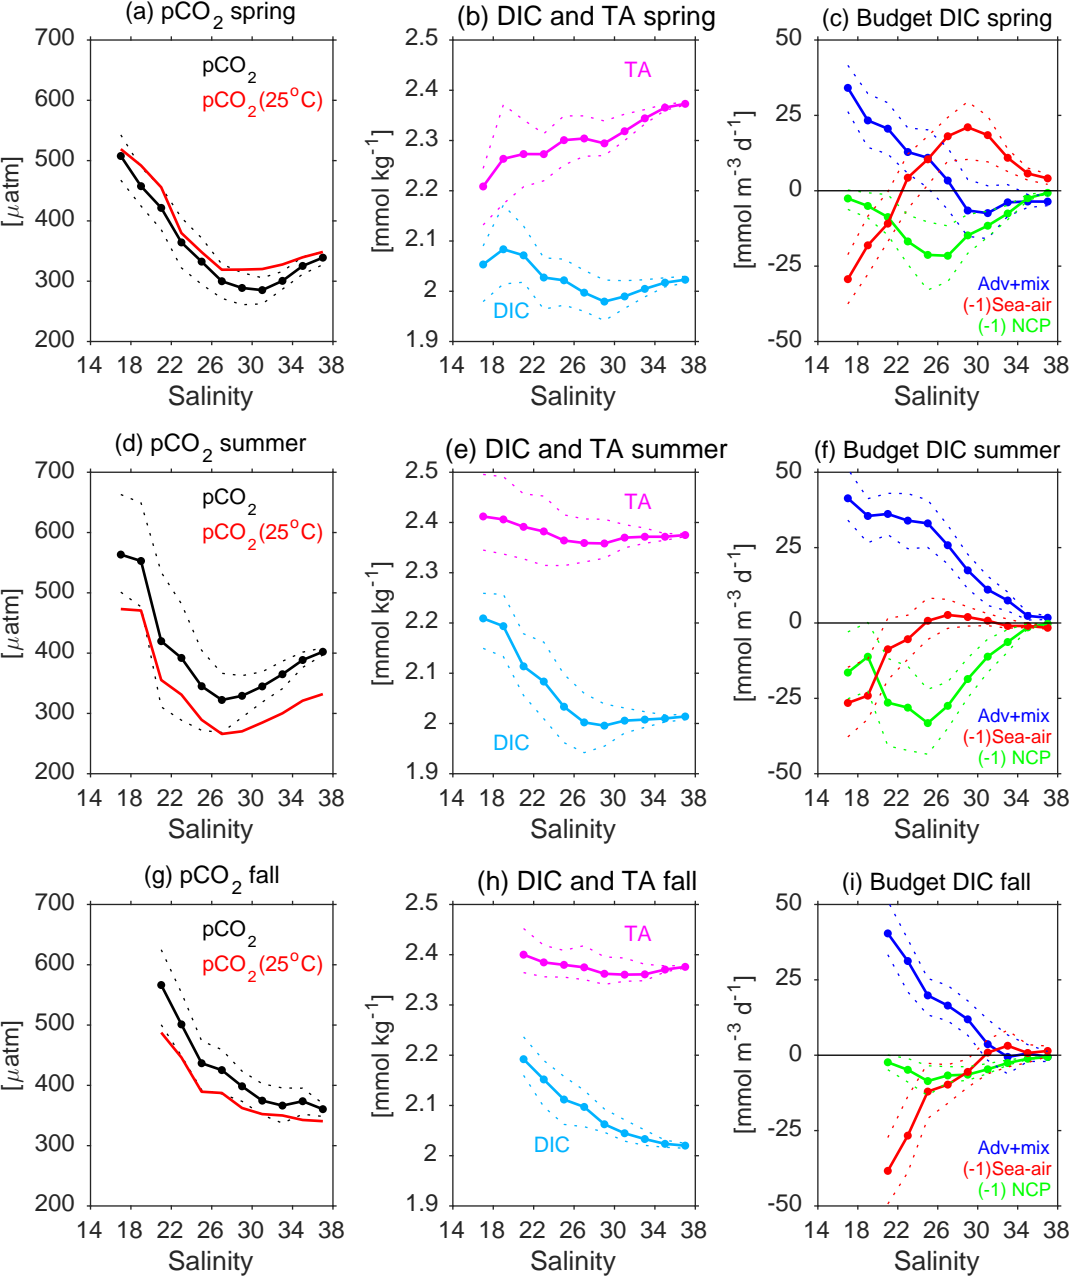 (a) pCO2 spring
700
600
500
400
300
200
[μatm]
pCO2
pCO2(25°C)
14 18 22 26 30 34 38
Salinity
(b) DIC and TA spring
2.5
2.4
2.3
2.2
2.1
2
1.9
[mmol kg-1]
TA
DIC
14 18 22 26 30 34 38
Salinity
(c) Budget DIC spring
50
25
0
-25
-50
[mmol m-3 d-1]
Adv+mix
(-1)Sea-air
(-1) NCP
14 18 22 26 30 34 38
Salinity
(d) pCO2 summer
700
600
500
400
300
200
[μatm]
pCO2
pCO2(25°C)
14 18 22 26 30 34 38
Salinity
(e) DIC and TA summer
2.5
2.4
2.3
2.2
2.1
2
1.9
[mmol kg-1]
TA
DIC
14 18 22 26 30 34 38
Salinity
(f) Budget DIC summer
50
25
0
-25
-50
[mmol m-3 d-1]
Adv+mix
(-1)Sea-air
(-1) NCP
14 18 22 26 30 34 38
Salinity
(g) pCO2 fall
700
600
500
400
300
200
[μatm]
pCO2
pCO2(25°C)
14 18 22 26 30 34 38
Salinity
(h) DIC and TA fall
2.5
2.4
2.3
2.2
2.1
2
1.9
[mmol kg-1]
TA
DIC
14 18 22 26 30 34 38
Salinity
(i) Budget DIC fall
50
25
0
-25
-50
[mmol m-3 d-1]
Adv+mix
(-1)Sea-air
(-1) NCP
14 18 22 26 30 34 38
Salinity